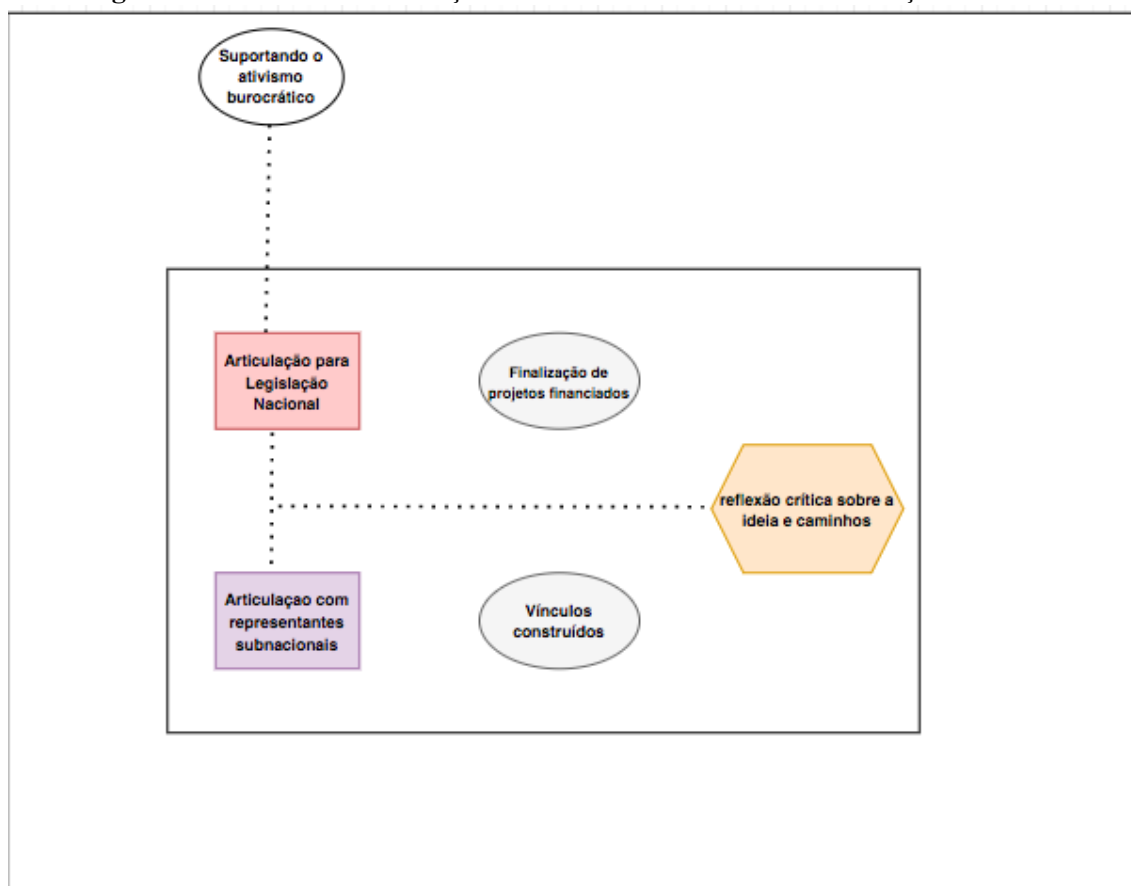 Suportando o
ativismo
burocrático
Articulação para
Legislação
Nacional
Finalização de
projetos financiados
reflexão crítica sobre a
ideia e caminhos
Articulaçao com
representantes
subnacionais
Vínculos
construídos